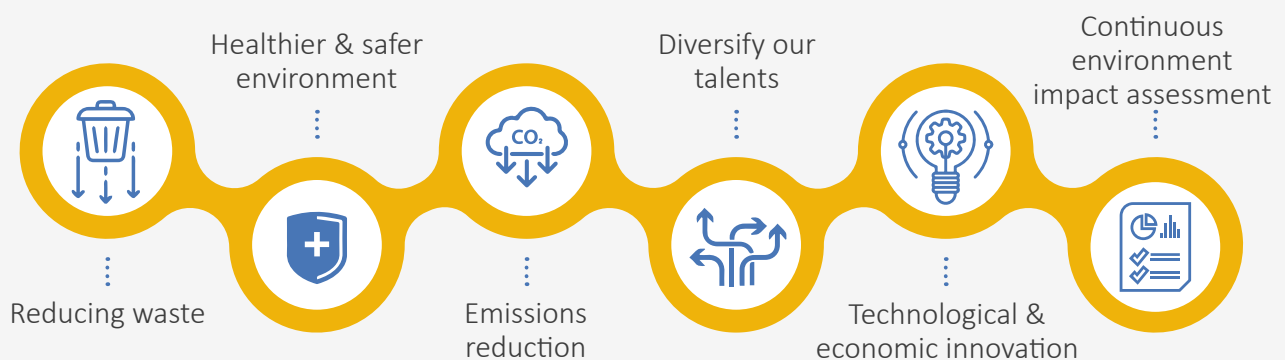 Reducing waste
Healthier & safer
environment
CO₂
Emissions
reduction
Diversify our
talents
Technological &
economic innovation
Continuous
environment
impact assessment